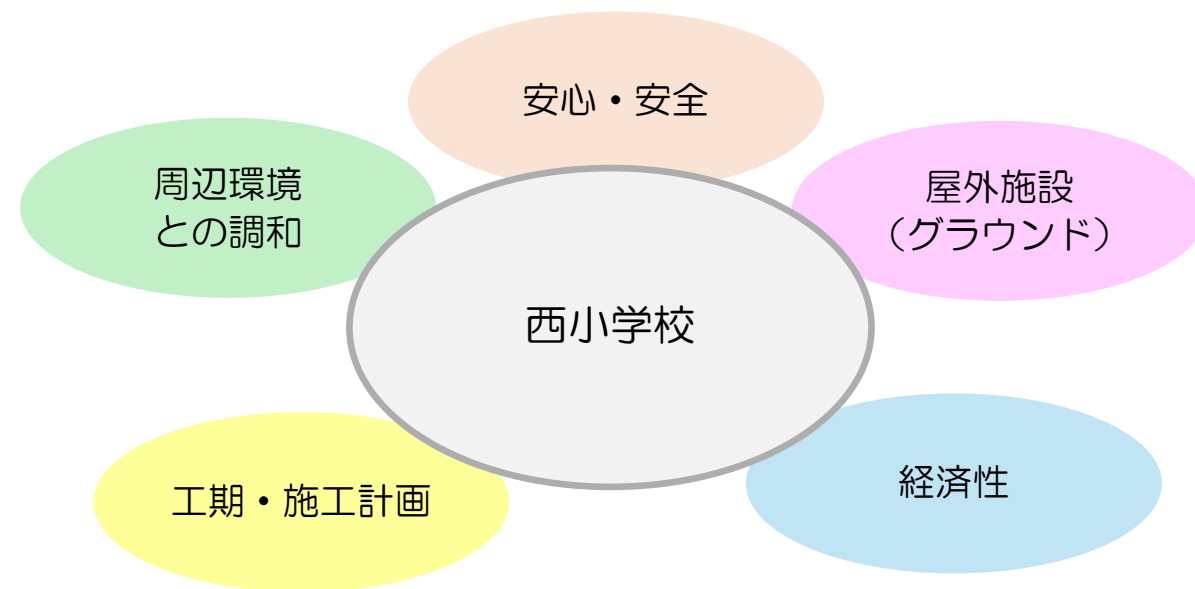 安心・安全
周辺環境
との調和
屋外施設
（グラウンド）
西小学校
工期・施工計画
経済性